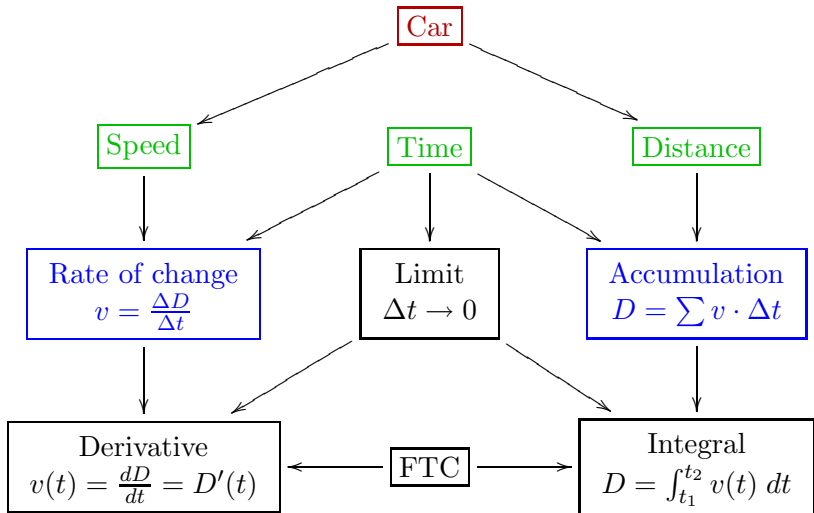 Car
Speed
Time
Distance
Rate of change
v = ΔD/Δt
Limit
Δt → 0
Accumulation
D = ∑ v · Δt
Derivative
v(t) = dD/dt = D′(t)
FTC
Integral
D = ∫_{t₁}^{t₂} v(t) dt